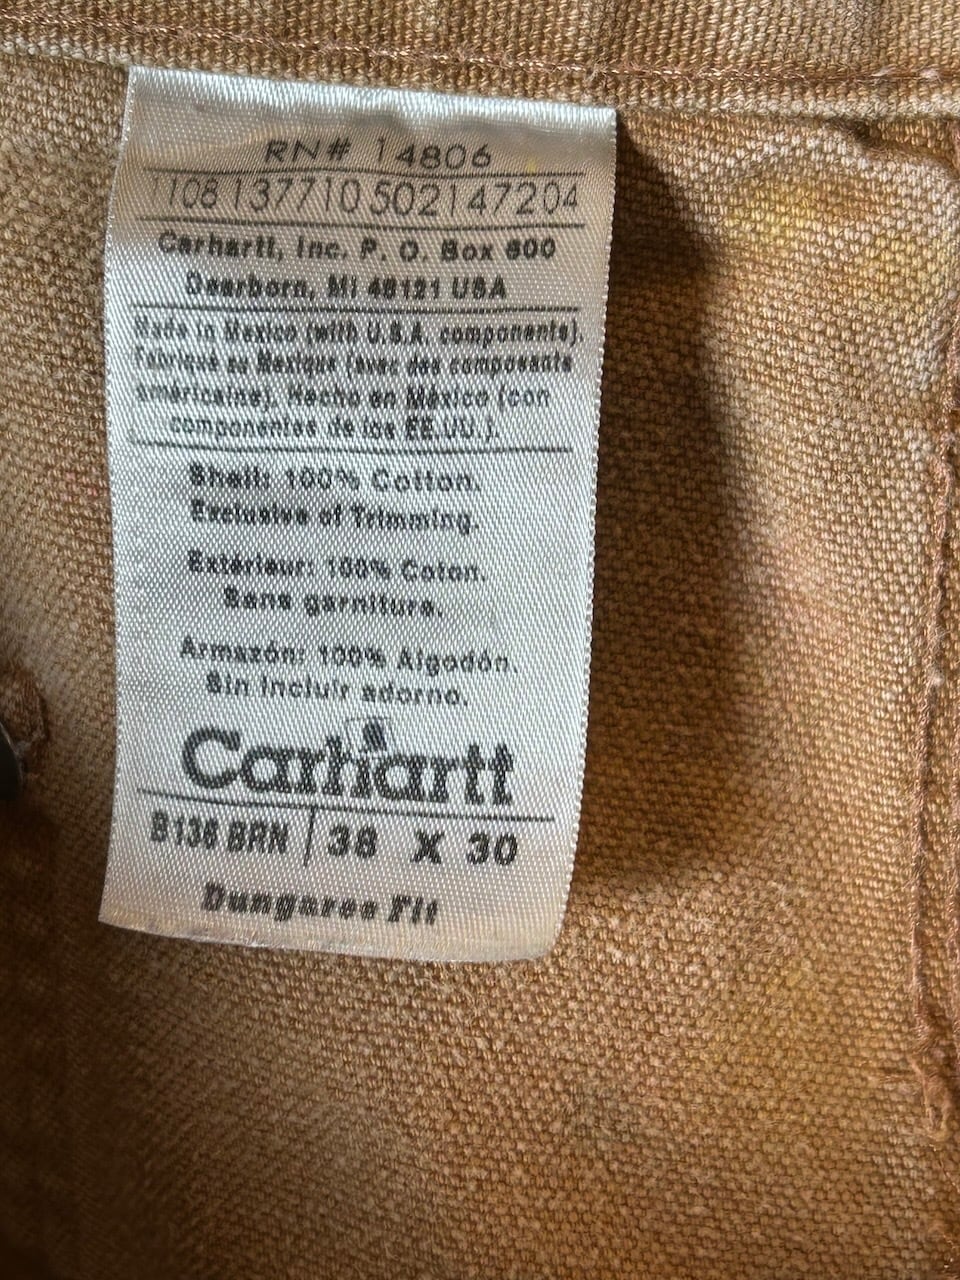 RN# 14806
1108137710502147204
Carhartt, Inc. P. O. Box 600
Dearborn, MI 48121 USA
Made in Mexico (with U.S.A. components).
Fabriqué au Mexique (avec des composants
américains). Hecho en México (con
componentes de los EE.UU.).
Shell: 100% Cotton.
Exclusive of Trimming.
Extérieur: 100% Coton.
Sans garniture.
Armazón: 100% Algodón.
Sin incluir adorno.
Carhartt
B136 BRN | 38 X 30
Dungaree Fit